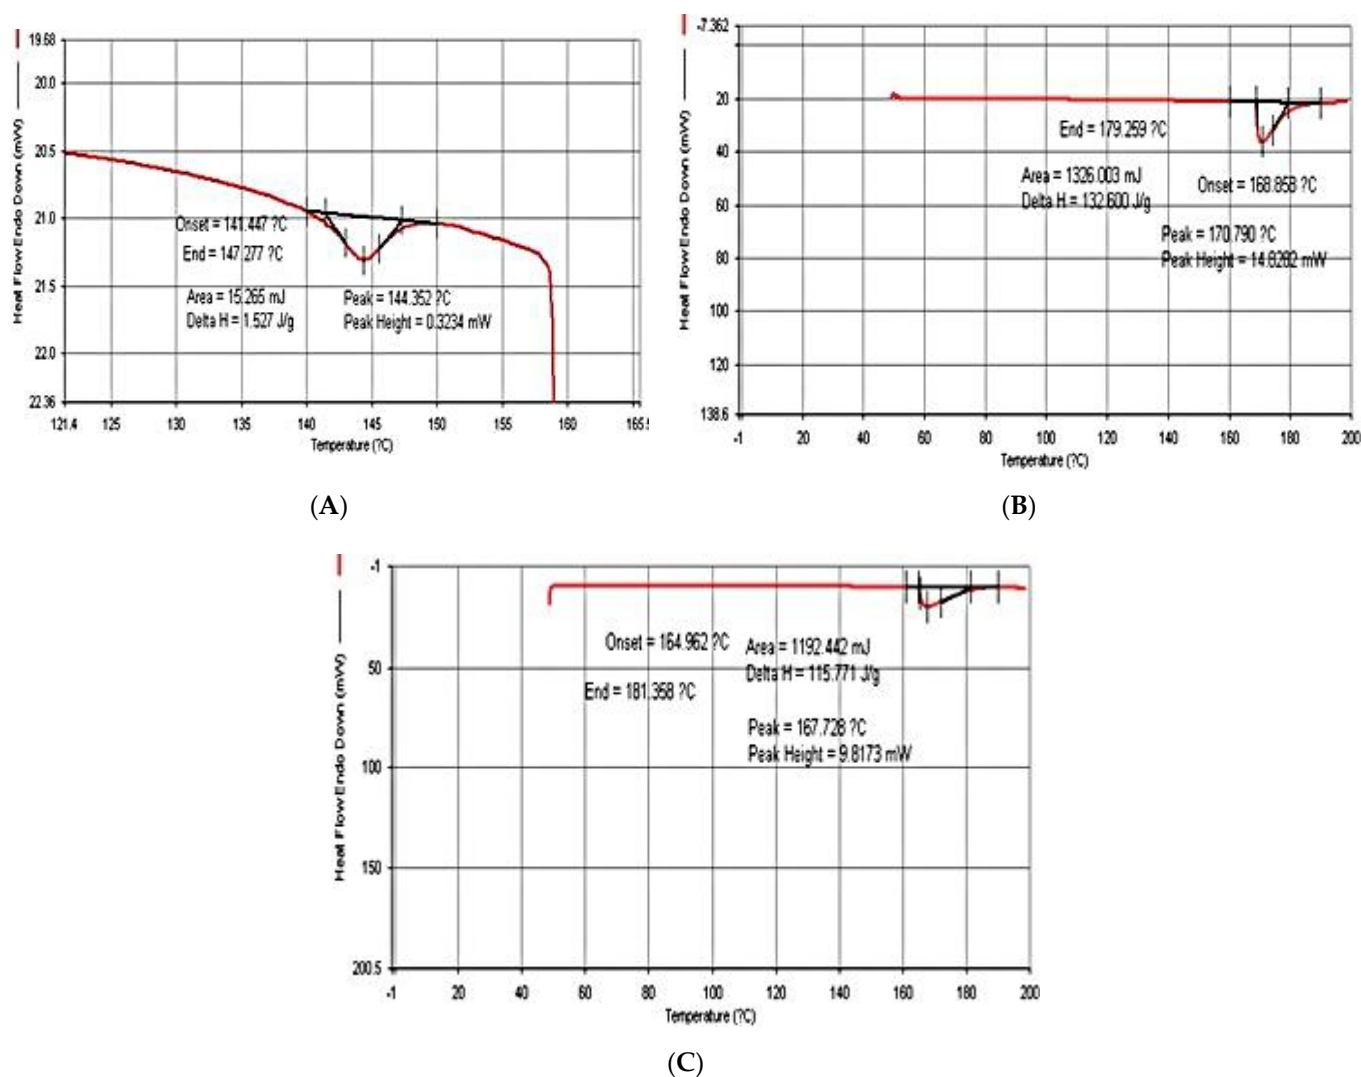 19.68
20.0
20.5
21.0
21.5
22.0
22.36
Heat Flow Endo Down (mW)
Onset = 141.447 ?C
End = 147.277 ?C
Area = 15.265 mJ
Delta H = 1.527 J/g
Peak = 144.352 ?C
Peak Height = 0.3234 mW
121.4 125 130 135 140 145 150 155 160 165.5
Temperature (?C)
(A)
-7.362
20
40
60
80
100
120
138.6
Heat Flow Endo Down (mW)
End = 179.259 ?C
Area = 1326.003 mJ
Delta H = 132.600 J/g
Onset = 168.858 ?C
Peak = 170.790 ?C
Peak Height = 14.8282 mW
-1 20 40 60 80 100 120 140 160 180 200
Temperature (?C)
(B)
-1
50
100
150
200.5
Heat Flow Endo Down (mW)
Onset = 164.962 ?C
End = 181.358 ?C
Area = 1192.442 mJ
Delta H = 115.771 J/g
Peak = 167.728 ?C
Peak Height = 9.8173 mW
-1 20 40 60 80 100 120 140 160 180 200
Temperature (?C)
(C)